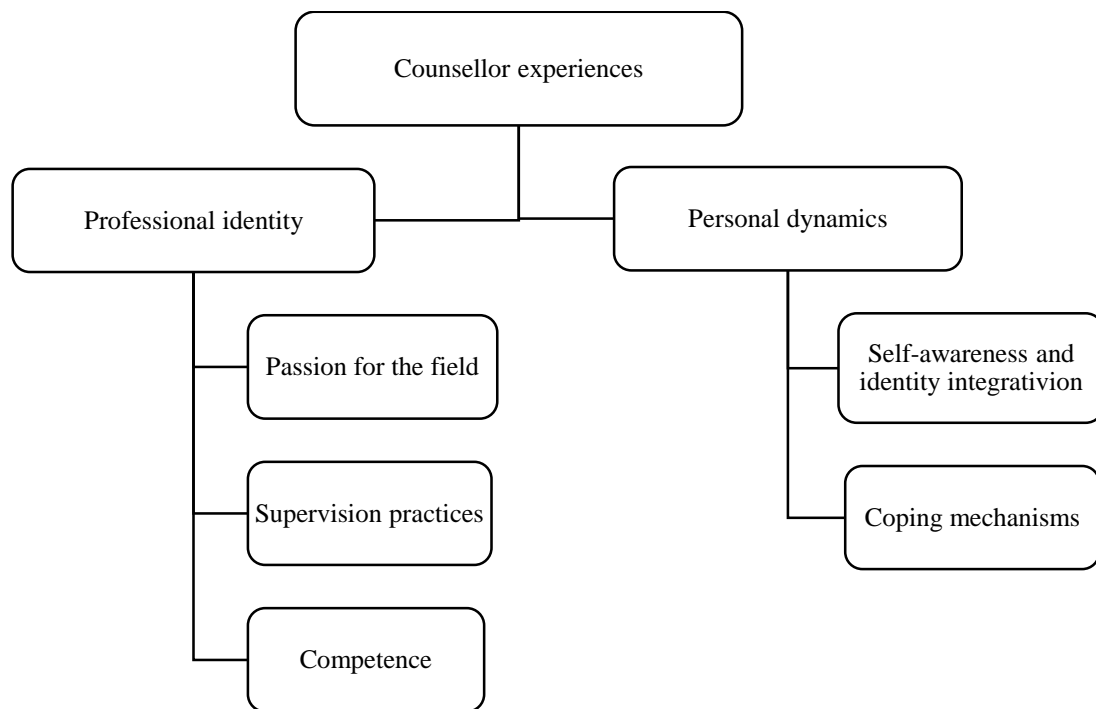 Counsellor experiences
Professional identity
Personal dynamics
Passion for the field
Self-awareness and
identity integrativion
Supervision practices
Coping mechanisms
Competence